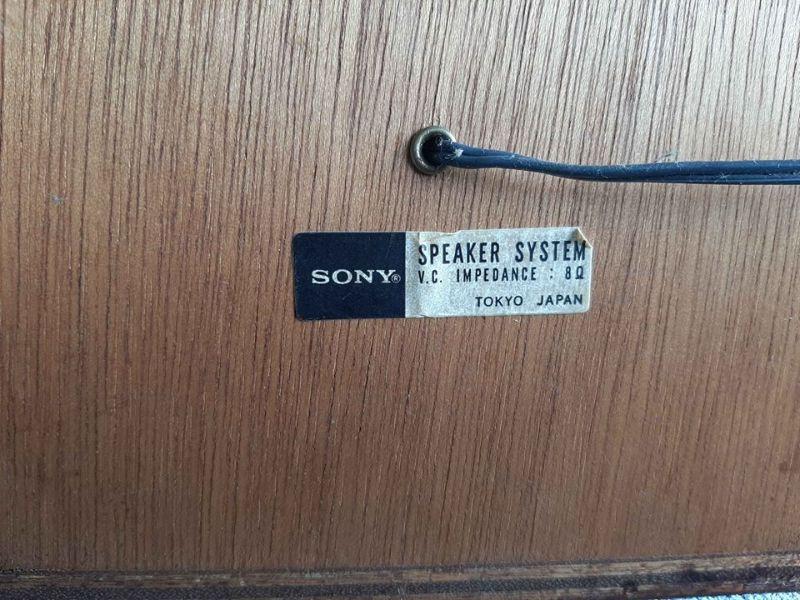 SONY®
SPEAKER SYSTEM
V.C. IMPEDANCE : 8Ω
TOKYO JAPAN